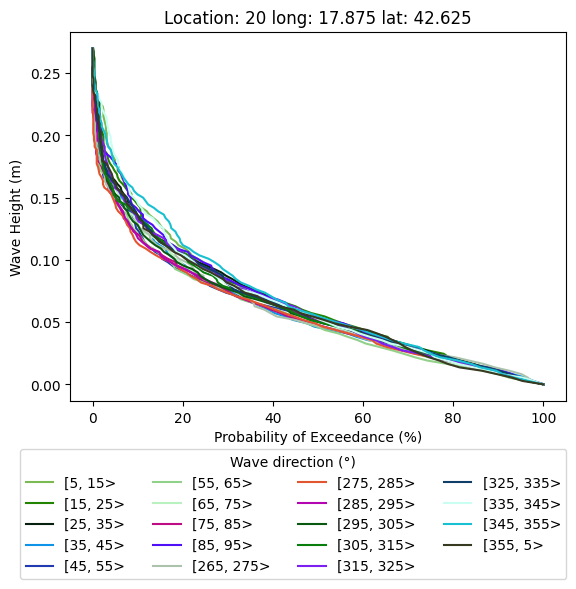 Location: 20 long: 17.875 lat: 42.625
Wave Height (m)
0.25
0.20
0.15
0.10
0.05
0.00
0 20 40 60 80 100
Probability of Exceedance (%)
Wave direction (°)
[5, 15> [55, 65> [275, 285> [325, 335>
[15, 25> [65, 75> [285, 295> [335, 345>
[25, 35> [75, 85> [295, 305> [345, 355>
[35, 45> [85, 95> [305, 315> [355, 5>
[45, 55> [265, 275> [315, 325>